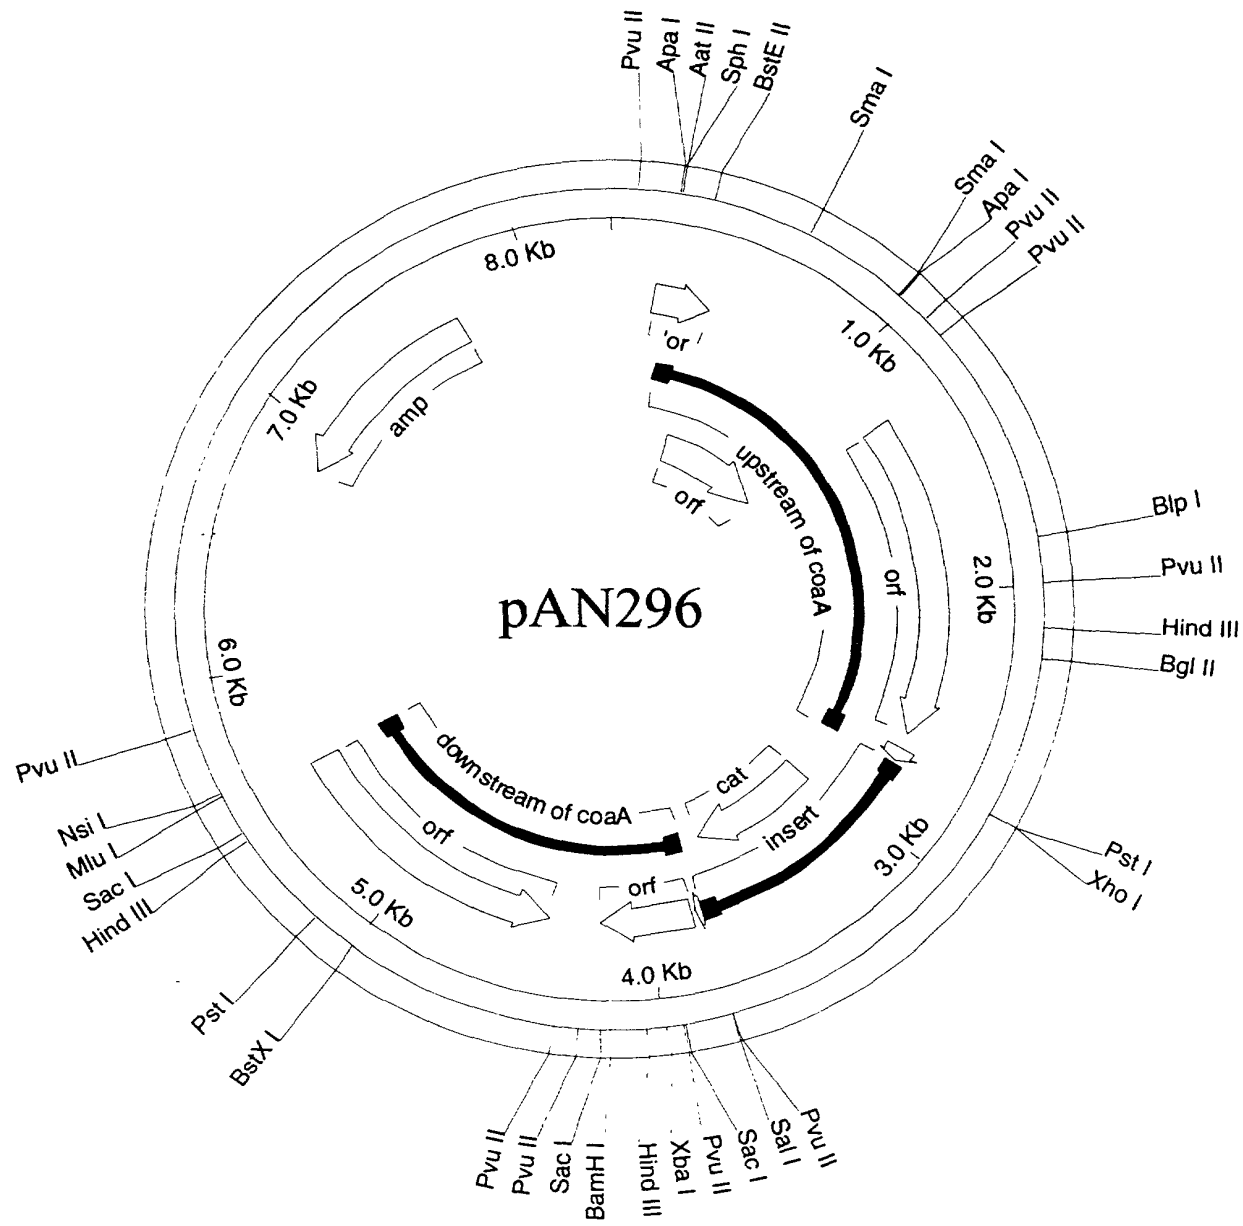 Pvu II
Apa I
Aat II
Sph I
BstE II
Sma I
Sma I
Apa I
Pvu II
Pvu II
Blp I
Pvu II
Hind III
Bgl II
Pst I
Xho I
Pvu II
Sal I
Sac I
Pvu II
Xba I
Hind III
BamH I
Sac I
Pvu II
Pvu II
BstX I
Pst I
Hind III
Sac I
Mlu I
Nsi I
Pvu II
8.0 Kb
1.0 Kb
2.0 Kb
3.0 Kb
4.0 Kb
5.0 Kb
6.0 Kb
7.0 Kb
'or
upstream of coaA
orf
orf
amp
pAN296
cat
insert
downstream of coaA
orf
orf